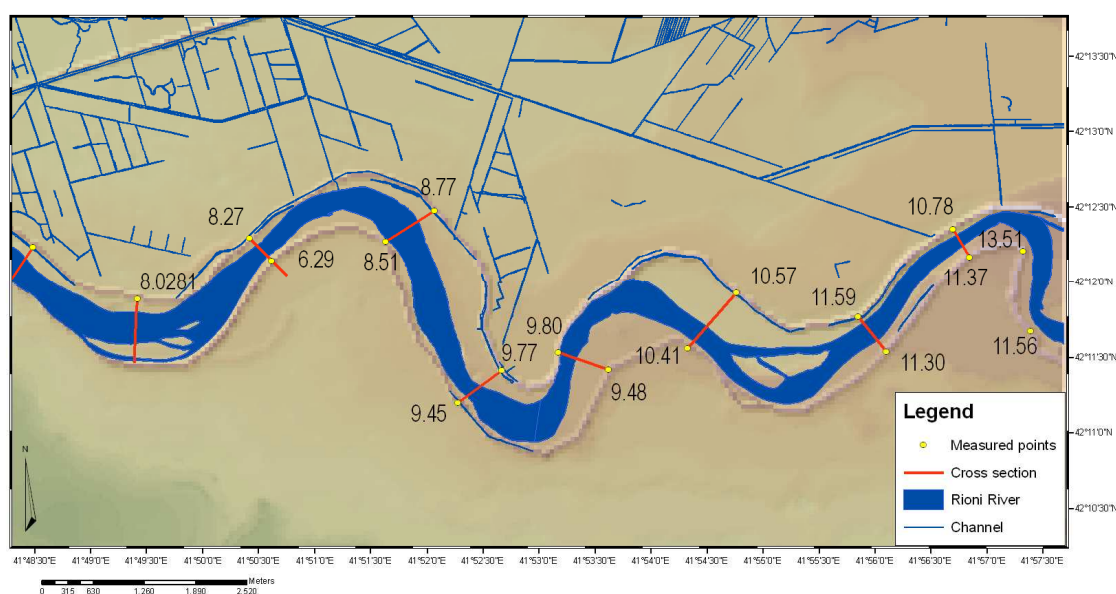 42°13'30"N
42°13'0"N
42°12'30"N
42°12'0"N
42°11'30"N
42°11'0"N
42°10'30"N
8.77
8.27
10.78
13.51
8.51
6.29
11.37
8.0281
10.57
11.59
9.80
11.56
10.41
11.30
9.77
9.48
9.45
Legend
Measured points
Cross section
Rioni River
Channel
N
41°48'30"E 41°49'0"E 41°49'30"E 41°50'0"E 41°50'30"E 41°51'0"E 41°51'30"E 41°52'0"E 41°52'30"E 41°53'0"E 41°53'30"E 41°54'0"E 41°54'30"E 41°55'0"E 41°55'30"E 41°56'0"E 41°56'30"E 41°57'0"E 41°57'30"E
Meters
0 315 630 1.260 1.890 2.520